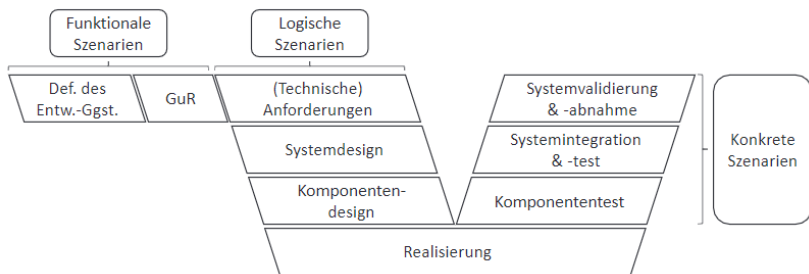 Funktionale
Szenarien
Logische
Szenarien
Def. des
Entw.-Ggst.
GuR
(Technische)
Anforderungen
Systemvalidierung
& -abnahme
Systemdesign
Systemintegration
& -test
Konkrete
Szenarien
Komponenten-
design
Komponententest
Realisierung